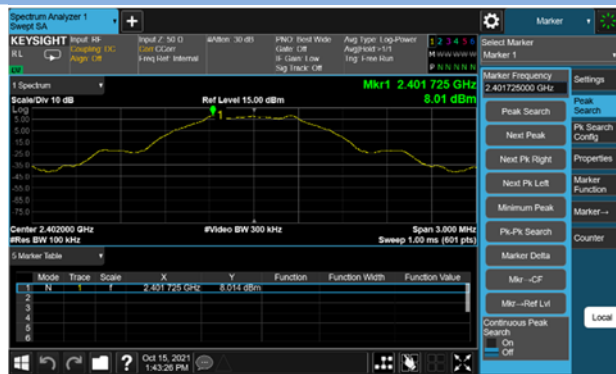 Spectrum Analyzer 1
Swept SA
Marker
KEYSIGHT
RL
Input: RF
Coupling: DC
Align: Off
Input Z: 50 Ω
Corr CCorr
Freq Ref: Internal
#Atten: 30 dB
PNO: Best Wide
Gate: Off
IF Gain: Low
Sig Track: Off
Avg Type: Log-Power
Avg|Hold:>1/1
Trig: Free Run
1 2 3 4 5 6
M W W W W W
P N N N N N
Select Marker
Marker 1
1 Spectrum
Mkr1 2.401 725 GHz
Scale/Div 10 dB
Ref Level 15.00 dBm
8.01 dBm
Log
5.00
-5.00
-15.0
-25.0
-35.0
-45.0
-55.0
-65.0
-75.0
1
Center 2.402000 GHz
#Video BW 300 kHz
Span 3.000 MHz
#Res BW 100 kHz
Sweep 1.00 ms (601 pts)
5 Marker Table
Mode Trace Scale X Y Function Function Width Function Value
1 N 1 f 2.401 725 GHz 8.014 dBm
2
3
4
5
6
Marker Frequency
2.401725000 GHz
Peak Search
Next Peak
Next Pk Right
Next Pk Left
Minimum Peak
Pk-Pk Search
Marker Delta
Mkr→CF
Mkr→Ref Lvl
Continuous Peak
Search
On
Off
Settings
Peak
Search
Pk Search
Config
Properties
Marker
Function
Marker→
Counter
Local
?
Oct 15, 2021
1:43:26 PM